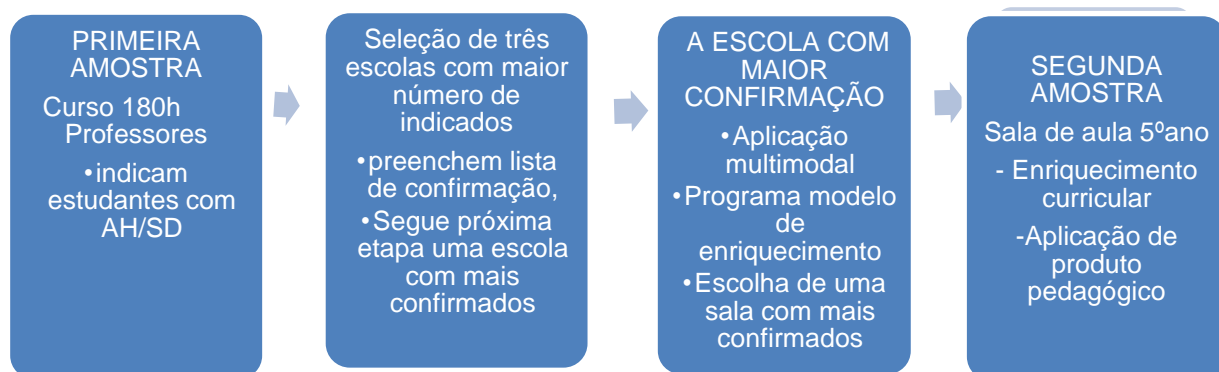 PRIMEIRA
AMOSTRA
Curso 180h
Professores
•indicam
estudantes com
AH/SD
Seleção de três
escolas com maior
número de
indicados
•preenchem lista
de confirmação,
•Segue próxima
etapa uma escola
com mais
confirmados
A ESCOLA COM
MAIOR
CONFIRMAÇÃO
•Aplicação
multimodal
•Programa modelo
de
enriquecimento
•Escolha de uma
sala com mais
confirmados
SEGUNDA
AMOSTRA
Sala de aula 5ºano
- Enriquecimento
curricular
-Aplicação de
produto
pedagógico